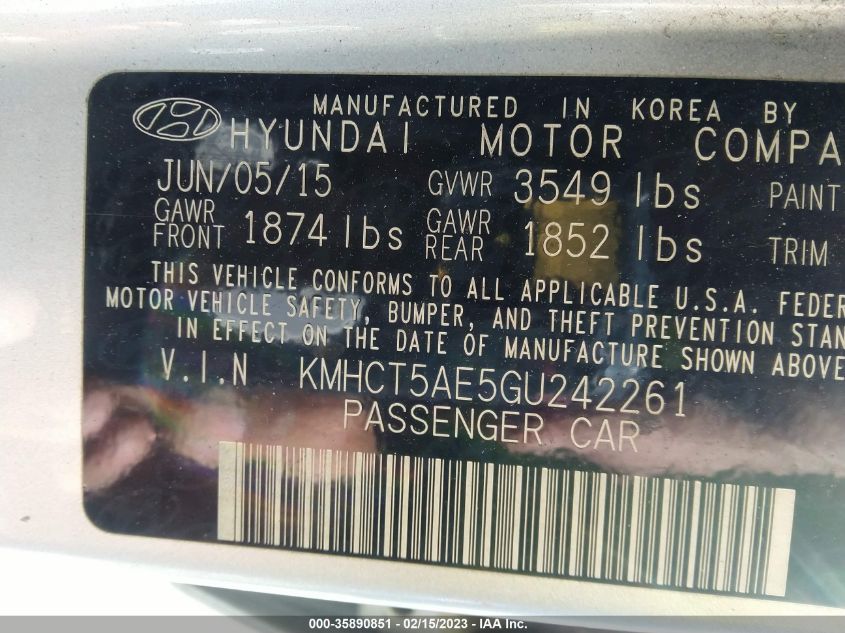 MANUFACTURED IN KOREA BY
HYUNDAI MOTOR COMPA
JUN/05/15 GVWR 3549 lbs PAINT
GAWR FRONT 1874 lbs GAWR REAR 1852 lbs TRIM
THIS VEHICLE CONFORMS TO ALL APPLICABLE U.S.A. FEDER
MOTOR VEHICLE SAFETY, BUMPER, AND THEFT PREVENTION STAN
IN EFFECT ON THE DATE OF MANUFACTURE SHOWN ABOVE
V.I.N KMHCT5AE5GU242261
PASSENGER CAR
000-35890851 - 02/15/2023 - IAA Inc.